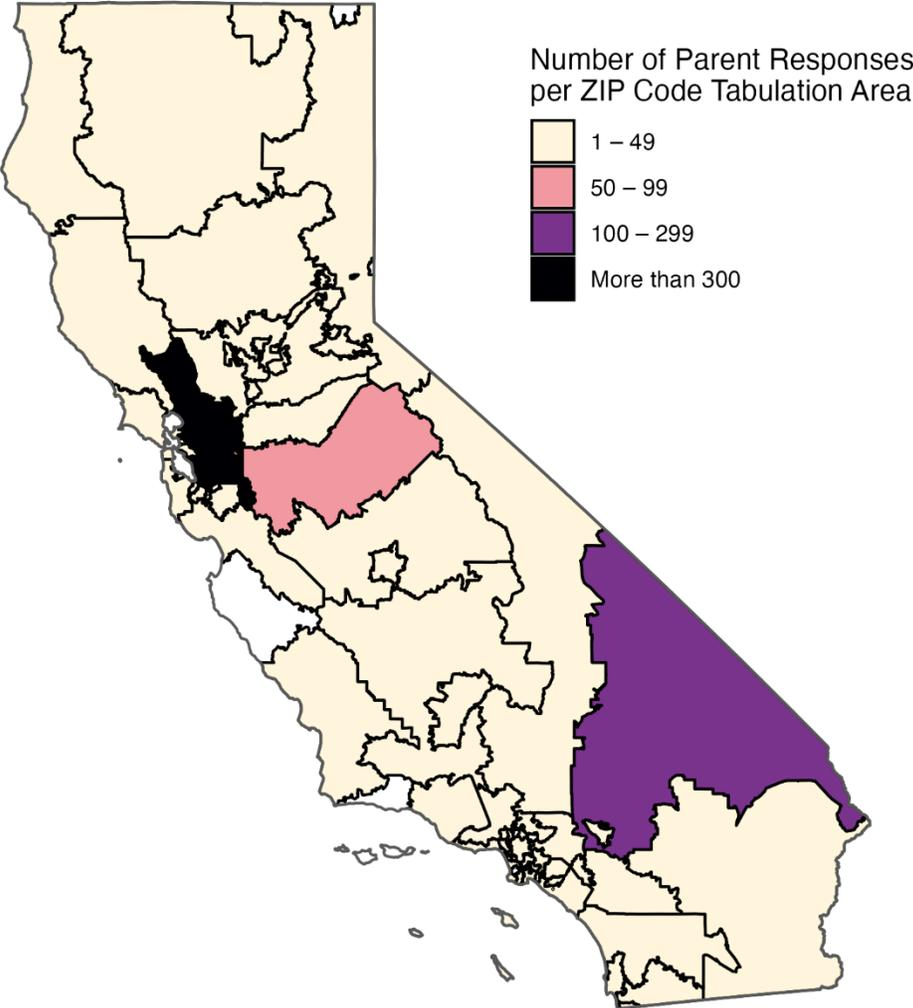 Number of Parent Responses
per ZIP Code Tabulation Area
1 – 49
50 – 99
100 – 299
More than 300